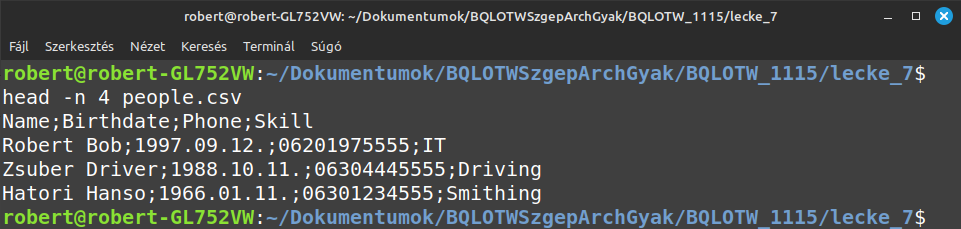 robert@robert-GL752VW: ~/Dokumentumok/BQLOTWSzgepArchGyak/BQLOTW_1115/lecke_7
Fájl Szerkesztés Nézet Keresés Terminál Súgó
robert@robert-GL752VW:~/Dokumentumok/BQLOTWSzgepArchGyak/BQLOTW_1115/lecke_7$
head -n 4 people.csv
Name;Birthdate;Phone;Skill
Robert Bob;1997.09.12.;06201975555;IT
Zsuber Driver;1988.10.11.;06304445555;Driving
Hatori Hanso;1966.01.11.;06301234555;Smithing
robert@robert-GL752VW:~/Dokumentumok/BQLOTWSzgepArchGyak/BQLOTW_1115/lecke_7$